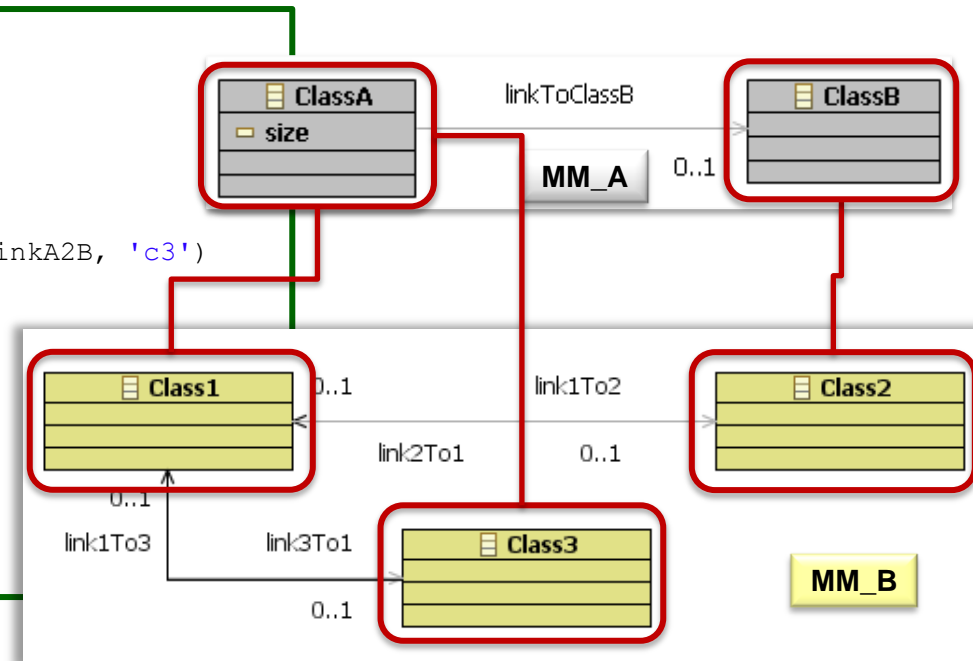 ClassA
linkToClassB
ClassB
size
MM_A
0..1
inkA2B, 'c3')
Class1
0..1
link1To2
Class2
link2To1
0..1
0..1
link1To3
link3To1
Class3
MM_B
0..1